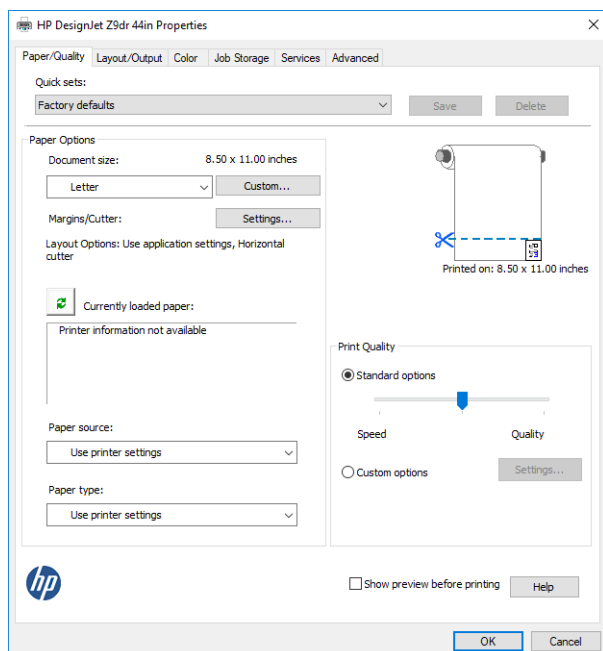 HP DesignJet Z9dr 44in Properties
Paper/Quality Layout/Output Color Job Storage Services Advanced
Quick sets:
Factory defaults
Save
Delete
Paper Options
Document size:
8.50 x 11.00 inches
Letter
Custom...
Margins/Cutter:
Settings...
Layout Options: Use application settings, Horizontal
cutter
Printed on: 8.50 x 11.00 inches
Currently loaded paper:
Printer information not available
Print Quality
Standard options
Speed
Quality
Custom options
Settings...
Paper source:
Use printer settings
Paper type:
Use printer settings
hp
Show preview before printing
Help
OK
Cancel